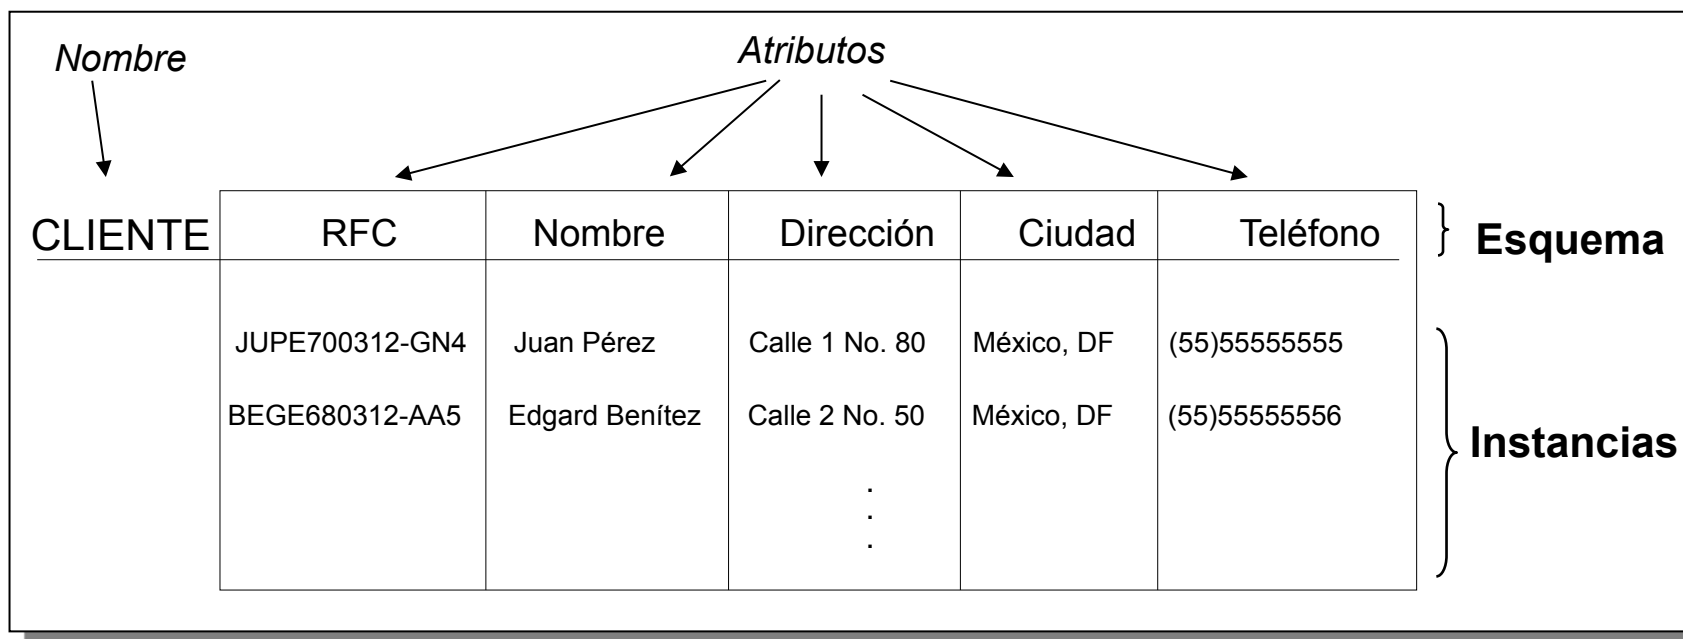 Nombre
Atributos
CLIENTE RFC Nombre Dirección Ciudad Teléfono
Esquema
JUPE700312-GN4 Juan Pérez Calle 1 No. 80 México, DF (55)55555555
BEGE680312-AA5 Edgard Benítez Calle 2 No. 50 México, DF (55)55555556
Instancias
.
.
.